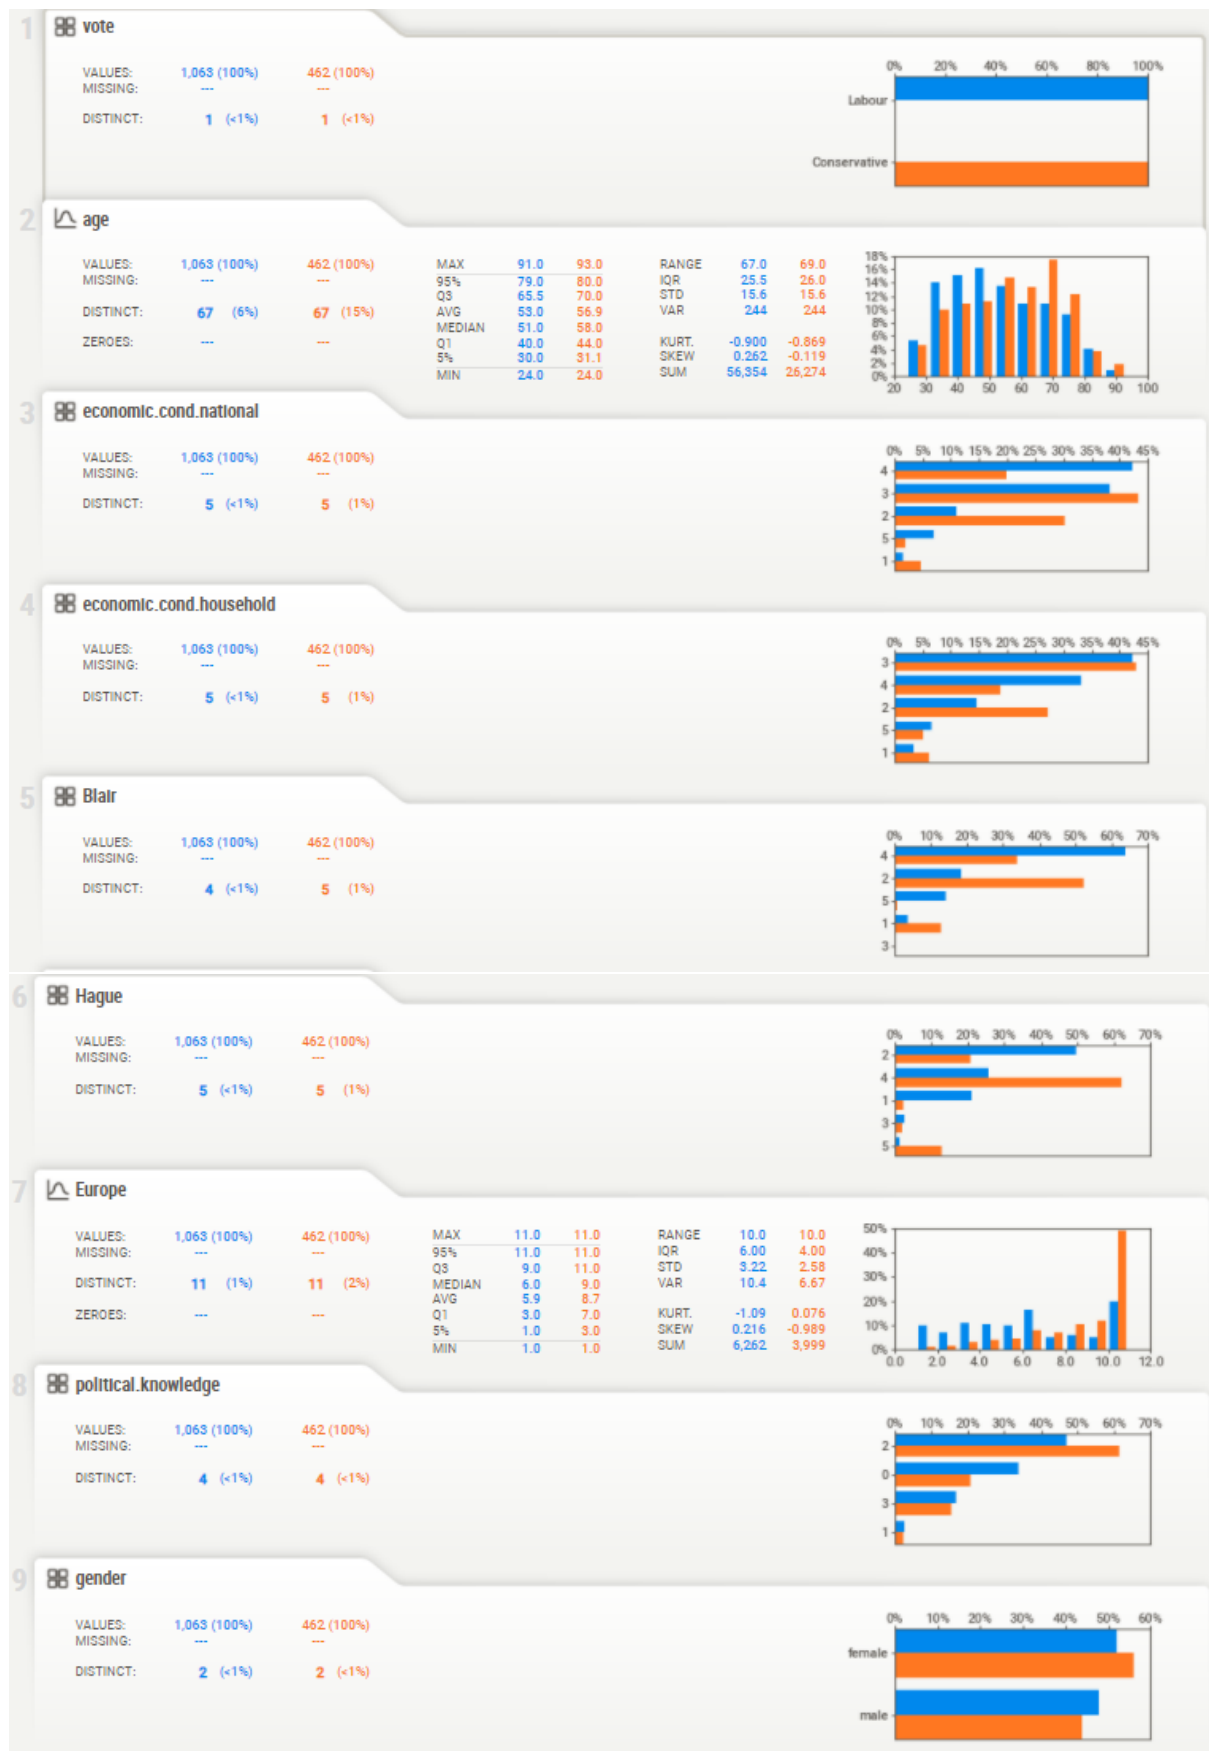 1 vote
VALUES: 1,063 (100%) 462 (100%)
MISSING: --- ---
DISTINCT: 1 (<1%) 1 (<1%)
0% 20% 40% 60% 80% 100%
Labour
Conservative
2 age
VALUES: 1,063 (100%) 462 (100%)
MISSING: --- ---
DISTINCT: 67 (6%) 67 (15%)
ZEROES: --- ---
MAX 91.0 93.0
95% 79.0 80.0
Q3 65.5 70.0
AVG 53.0 56.9
MEDIAN 51.0 58.0
Q1 40.0 44.0
5% 30.0 31.1
MIN 24.0 24.0
RANGE 67.0 69.0
IQR 25.5 26.0
STD 15.6 15.6
VAR 244 244
KURT. -0.900 -0.869
SKEW 0.262 -0.119
SUM 56,354 26,274
18%
16%
14%
12%
10%
8%
6%
4%
2%
0%
20 30 40 50 60 70 80 90 100
3 economic.cond.national
VALUES: 1,063 (100%) 462 (100%)
MISSING: --- ---
DISTINCT: 5 (<1%) 5 (1%)
0% 5% 10% 15% 20% 25% 30% 35% 40% 45%
4
3
2
5
1
4 economic.cond.household
VALUES: 1,063 (100%) 462 (100%)
MISSING: --- ---
DISTINCT: 5 (<1%) 5 (1%)
0% 5% 10% 15% 20% 25% 30% 35% 40% 45%
3
4
2
5
1
5 Blair
VALUES: 1,063 (100%) 462 (100%)
MISSING: --- ---
DISTINCT: 4 (<1%) 5 (1%)
0% 10% 20% 30% 40% 50% 60% 70%
4
2
5
1
3
6 Hague
VALUES: 1,063 (100%) 462 (100%)
MISSING: --- ---
DISTINCT: 5 (<1%) 5 (1%)
0% 10% 20% 30% 40% 50% 60% 70%
2
4
1
3
5
7 Europe
VALUES: 1,063 (100%) 462 (100%)
MISSING: --- ---
DISTINCT: 11 (1%) 11 (2%)
ZEROES: --- ---
MAX 11.0 11.0
95% 11.0 11.0
Q3 9.0 11.0
MEDIAN 6.0 9.0
AVG 5.9 8.7
Q1 3.0 7.0
5% 1.0 3.0
MIN 1.0 1.0
RANGE 10.0 10.0
IQR 6.00 4.00
STD 3.22 2.58
VAR 10.4 6.67
KURT. -1.09 0.076
SKEW 0.216 -0.989
SUM 6,262 3,999
50%
40%
30%
20%
10%
0%
0.0 2.0 4.0 6.0 8.0 10.0 12.0
8 political.knowledge
VALUES: 1,063 (100%) 462 (100%)
MISSING: --- ---
DISTINCT: 4 (<1%) 4 (<1%)
0% 10% 20% 30% 40% 50% 60% 70%
2
0
3
1
9 gender
VALUES: 1,063 (100%) 462 (100%)
MISSING: --- ---
DISTINCT: 2 (<1%) 2 (<1%)
0% 10% 20% 30% 40% 50% 60%
female
male